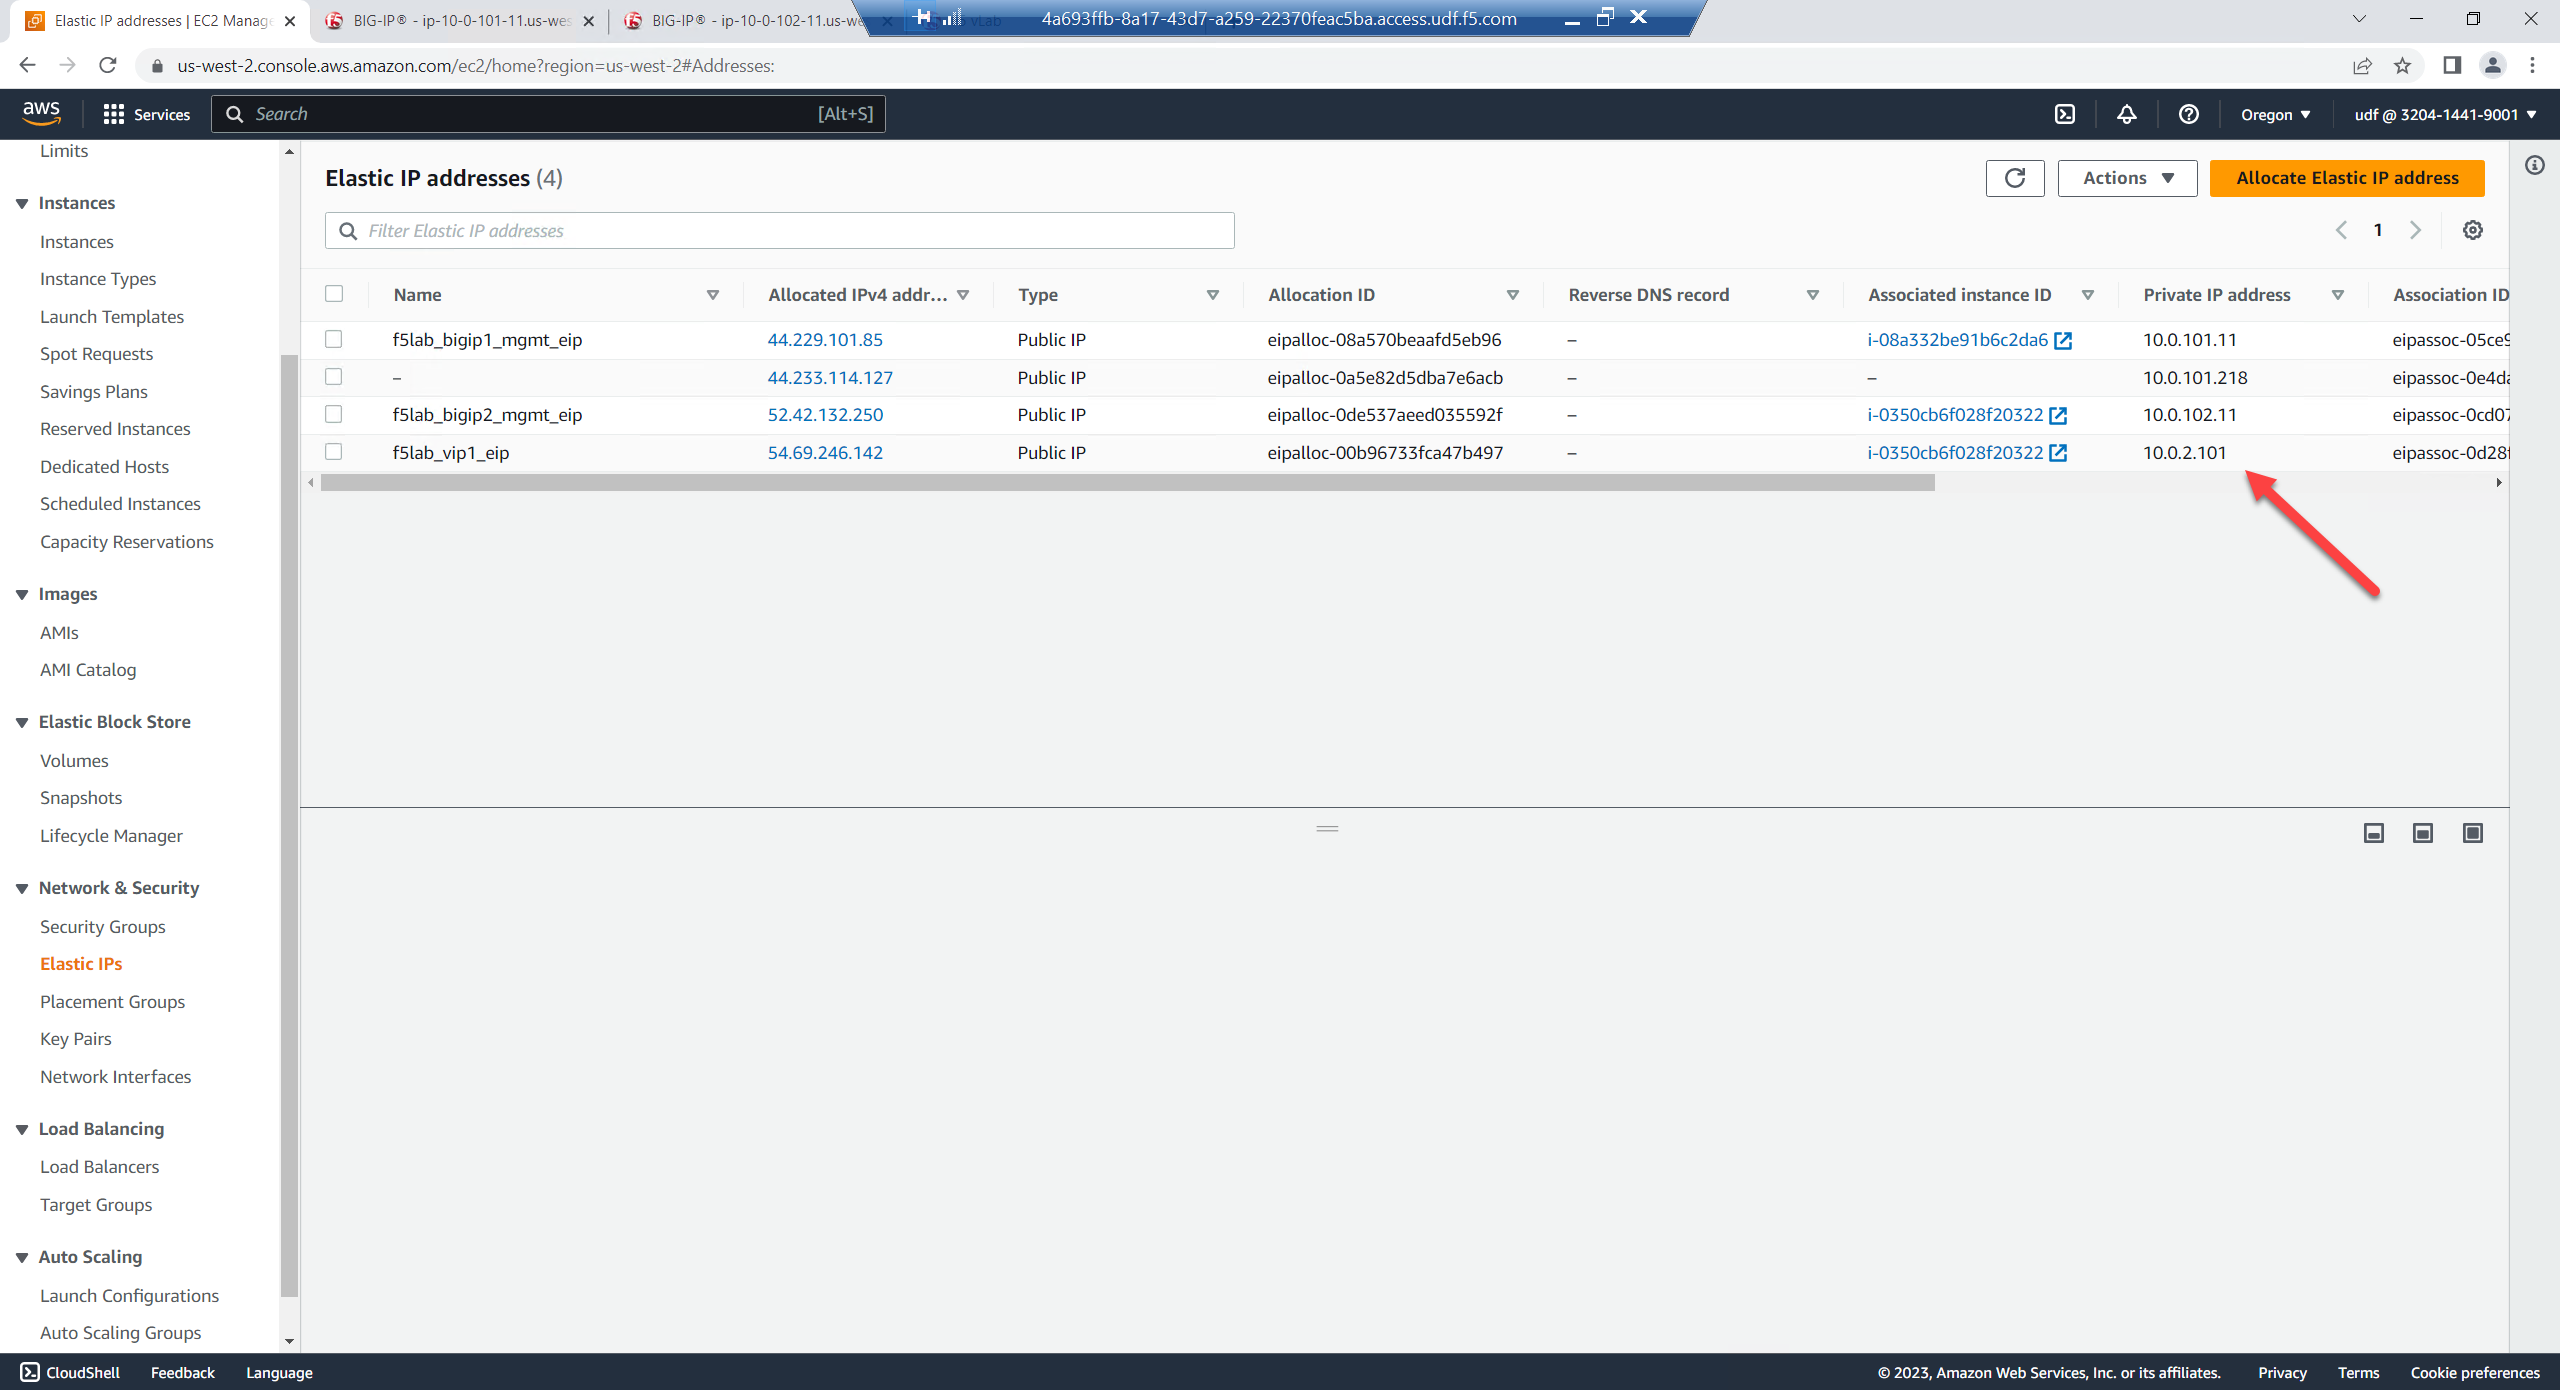 Elastic IP addresses | EC2 Manage
BIG-IP® - ip-10-0-101-11.us-wes
BIG-IP® - ip-10-0-102-11.us-we
vLab
4a693ffb-8a17-43d7-a259-22370feac5ba.access.udf.f5.com
us-west-2.console.aws.amazon.com/ec2/home?region=us-west-2#Addresses:
aws
Services
Search
[Alt+S]
Oregon
udf @ 3204-1441-9001
Limits
Instances
Instances
Instance Types
Launch Templates
Spot Requests
Savings Plans
Reserved Instances
Dedicated Hosts
Scheduled Instances
Capacity Reservations
Images
AMIs
AMI Catalog
Elastic Block Store
Volumes
Snapshots
Lifecycle Manager
Network & Security
Security Groups
Elastic IPs
Placement Groups
Key Pairs
Network Interfaces
Load Balancing
Load Balancers
Target Groups
Auto Scaling
Launch Configurations
Auto Scaling Groups
Elastic IP addresses (4)
Actions
Allocate Elastic IP address
Filter Elastic IP addresses
1
Name Allocated IPv4 addr... Type Allocation ID Reverse DNS record Associated instance ID Private IP address Association ID
f5lab_bigip1_mgmt_eip 44.229.101.85 Public IP eipalloc-08a570beaafd5eb96 – i-08a332be91b6c2da6 10.0.101.11 eipassoc-05ce9
– 44.233.114.127 Public IP eipalloc-0a5e82d5dba7e6acb – – 10.0.101.218 eipassoc-0e4da
f5lab_bigip2_mgmt_eip 52.42.132.250 Public IP eipalloc-0de537aeed035592f – i-0350cb6f028f20322 10.0.102.11 eipassoc-0cd07
f5lab_vip1_eip 54.69.246.142 Public IP eipalloc-00b96733fca47b497 – i-0350cb6f028f20322 10.0.2.101 eipassoc-0d28f
CloudShell
Feedback
Language
© 2023, Amazon Web Services, Inc. or its affiliates.
Privacy
Terms
Cookie preferences